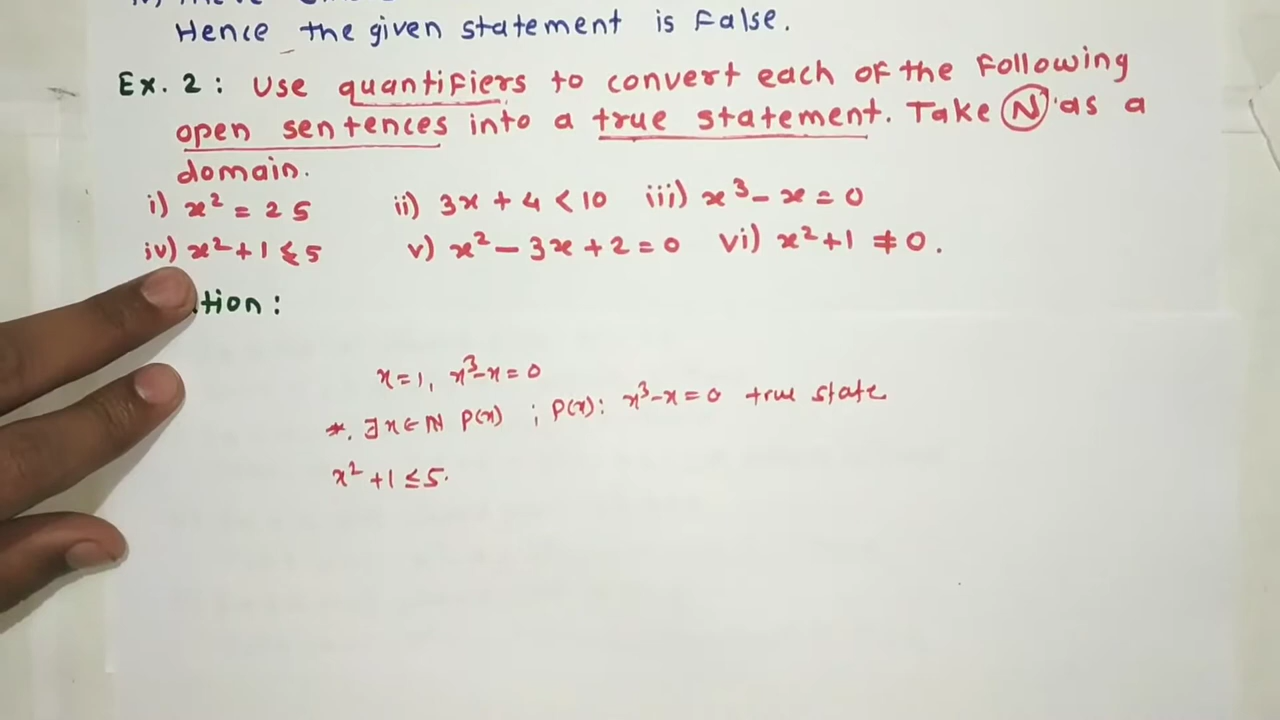 Hence the given statement is False.
Ex. 2 : Use quantifiers to convert each of the Following
open sentences into a true statement. Take N as a
domain.
i) x² = 25 ii) 3x + 4 < 10 iii) x³ - x = 0
iv) x² + 1 ≤ 5 v) x² - 3x + 2 = 0 vi) x² + 1 ≠ 0.
tion :
x = 1, x³ - x = 0
*. ∃ x ∈ N P(x) ; P(x) : x³ - x = 0 true state
x² + 1 ≤ 5.